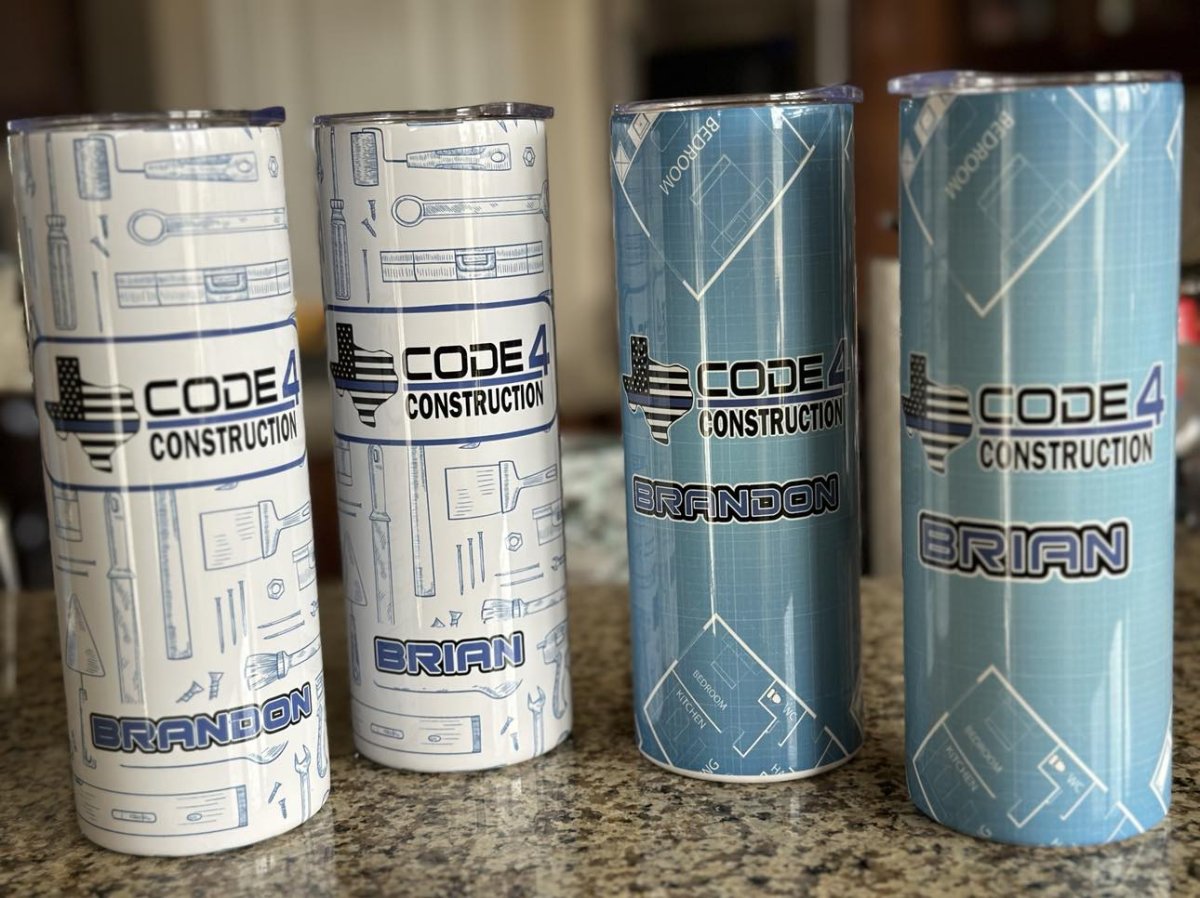 CODE 4
CONSTRUCTION
BRANDON
CODE 4
CONSTRUCTION
BRIAN
BEDROOM
CODE 4
CONSTRUCTION
BRANDON
BEDROOM
KITCHEN
WC
BEDROOM
CODE 4
CONSTRUCTION
BRIAN
BEDROOM
KITCHEN
WC